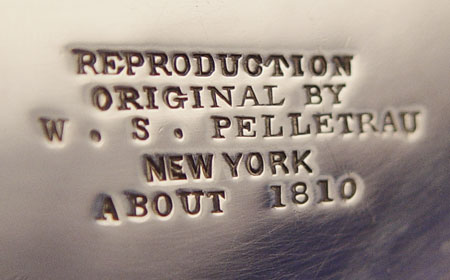 REPRODUCTION
ORIGINAL BY
W . S . PELLETRAU
NEW YORK
ABOUT 1810